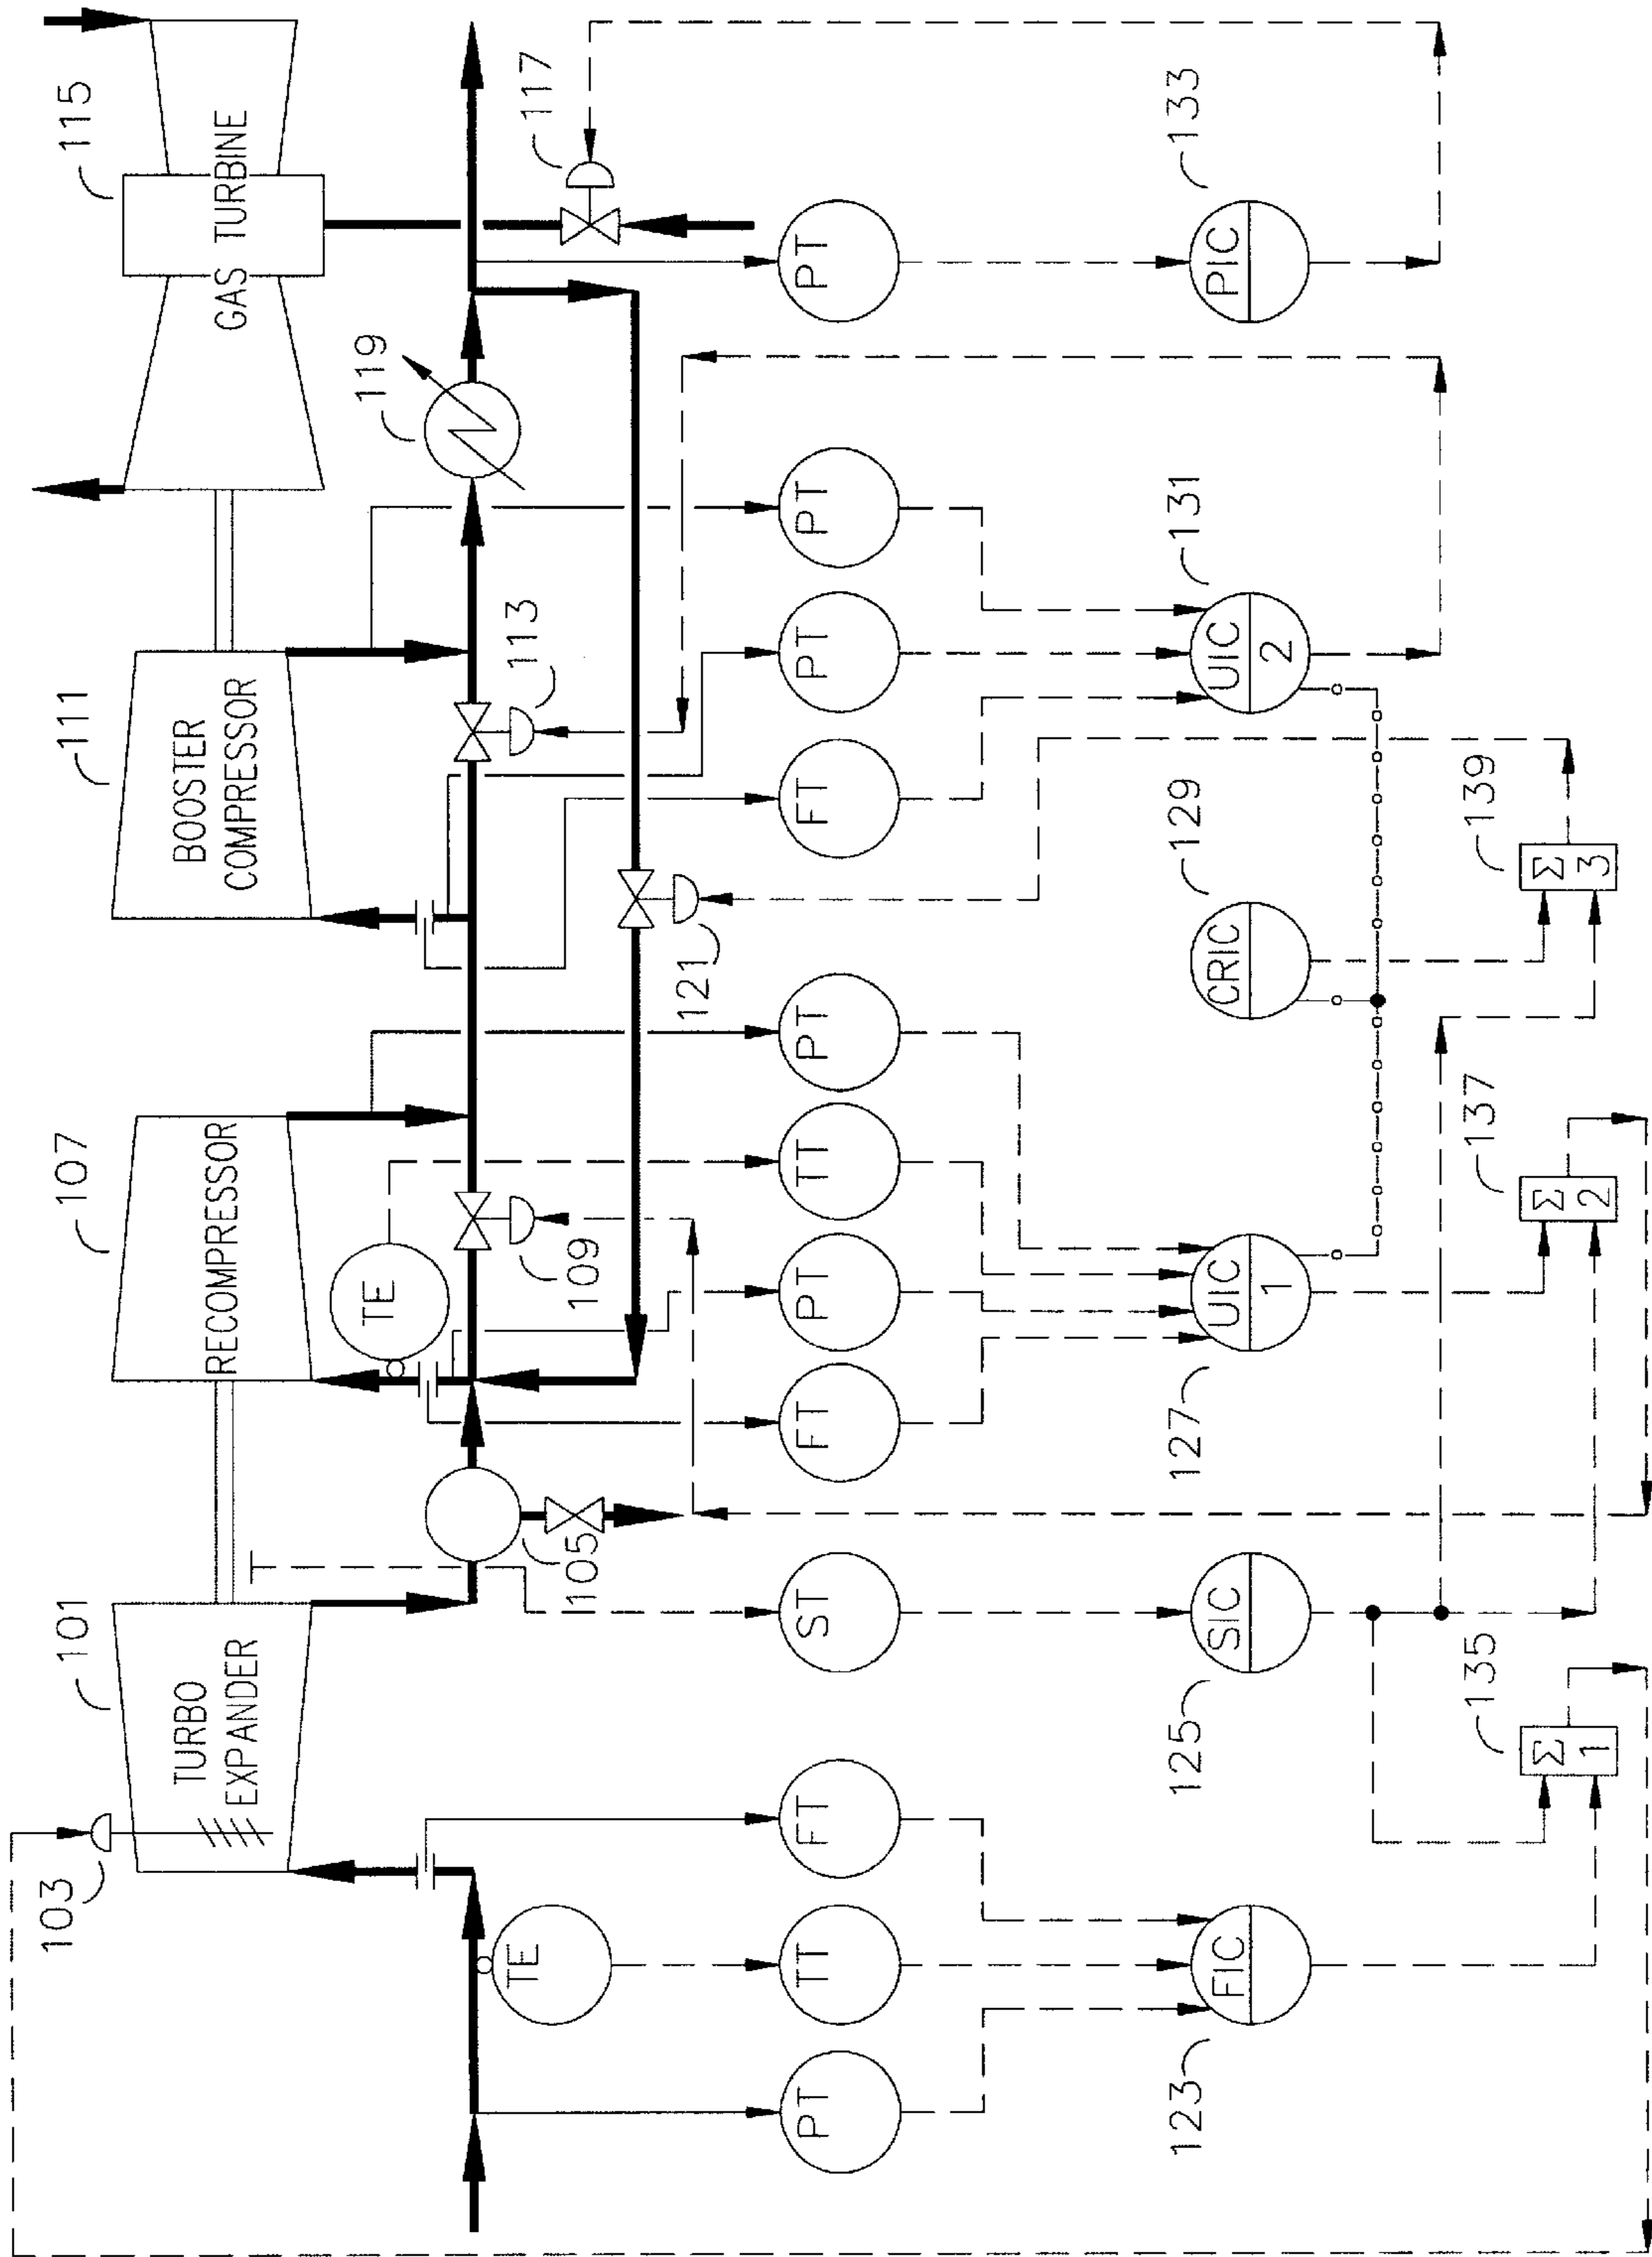 101
TURBO
EXPANDER
103
105
107
RECOMPRESSOR
109
111
BOOSTER
COMPRESSOR
113
115
GAS TURBINE
117
119
121
TE
TE
PT
TT
FT
ST
FT
PT
TT
PT
FT
PT
PT
PT
123
FIC
125
SIC
127
UIC
1
129
CRIC
131
UIC
2
133
PIC
135
Σ
1
137
Σ
2
139
Σ
3